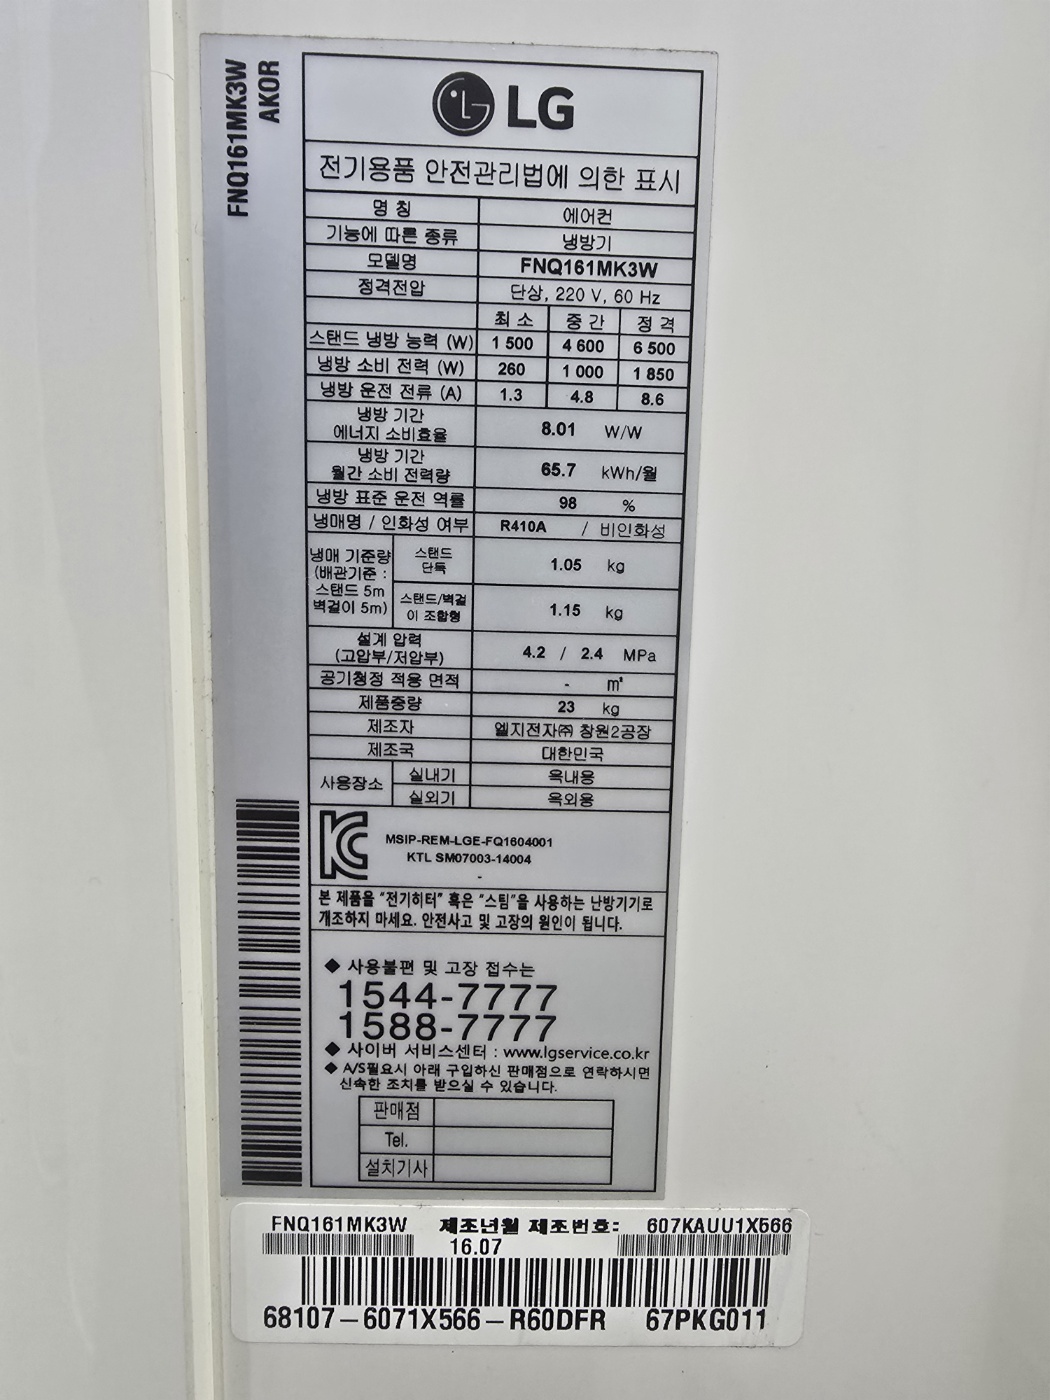 FNQ161MK3W
AKOR
LG
전기용품 안전관리법에 의한 표시
명 칭 에어컨
기능에 따른 종류 냉방기
모델명 FNQ161MK3W
정격전압 단상, 220 V, 60 Hz
최 소 중 간 정 격
스탠드 냉방 능력 (W) 1 500 4 600 6 500
냉방 소비 전력 (W) 260 1 000 1 850
냉방 운전 전류 (A) 1.3 4.8 8.6
냉방 기간
에너지 소비효율 8.01 W/W
냉방 기간
월간 소비 전력량 65.7 kWh/월
냉방 표준 운전 역률 98 %
냉매명 / 인화성 여부 R410A / 비인화성
냉매 기준량
(배관기준 :
스탠드 5m
벽걸이 5m)
스탠드
단독 1.05 kg
스탠드/벽걸
이 조합형 1.15 kg
설계 압력
(고압부/저압부) 4.2 / 2.4 MPa
공기청정 적용 면적 - ㎡
제품중량 23 kg
제조자 엘지전자㈜ 창원2공장
제조국 대한민국
사용장소 실내기 옥내용
실외기 옥외용
MSIP-REM-LGE-FQ1604001
KTL SM07003-14004
-
본 제품을 "전기히터" 혹은 "스팀"을 사용하는 난방기기로
개조하지 마세요. 안전사고 및 고장의 원인이 됩니다.
◆ 사용불편 및 고장 접수는
1544-7777
1588-7777
◆ 사이버 서비스센터 : www.lgservice.co.kr
◆ A/S필요시 아래 구입하신 판매점으로 연락하시면
신속한 조치를 받으실 수 있습니다.
판매점
Tel.
설치기사
FNQ161MK3W 제조년월 제조번호: 607KAUU1X566
16.07
68107-6071X566-R60DFR 67PKG011